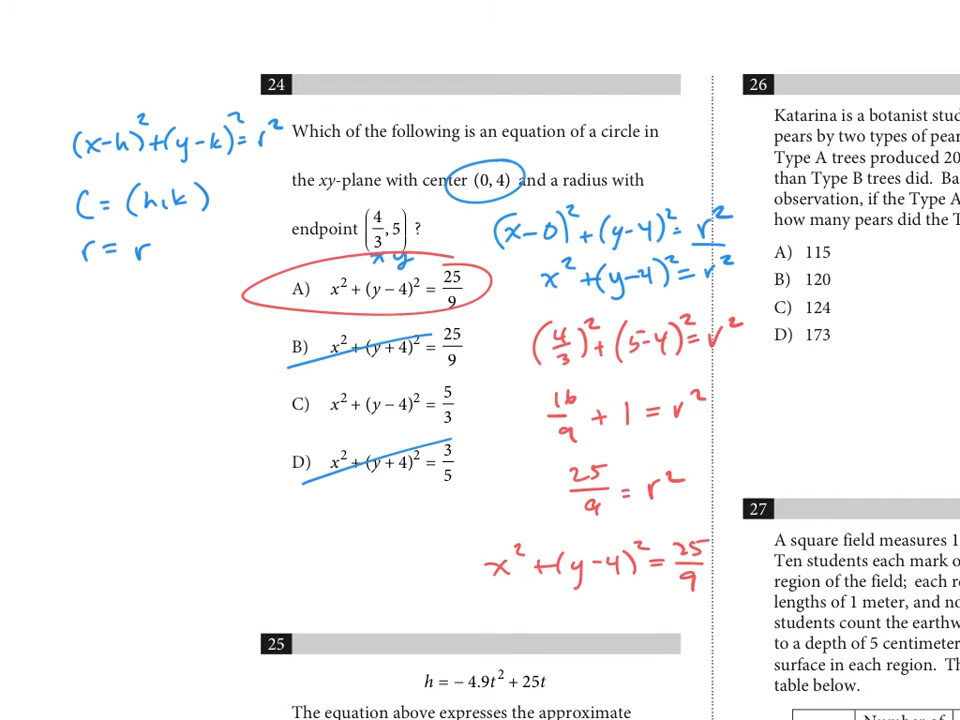 24
(x-h)²+(y-k)²=r²
C = (h,k)
r = r
Which of the following is an equation of a circle in
the xy-plane with center (0, 4) and a radius with
endpoint (4/3, 5) ?
x y
A) x² + (y − 4)² = 25/9
B) x² + (y + 4)² = 25/9
C) x² + (y − 4)² = 5/3
D) x² + (y + 4)² = 3/5
(x-0)²+(y-4)²=r²
x²+(y-4)²=r²
(4/3)²+(5-4)²=r²
16/9 + 1 = r²
25/9 = r²
x²+(y-4)²=25/9
25
h = − 4.9t² + 25t
The equation above expresses the approximate
26
Katarina is a botanist stud
pears by two types of pear
Type A trees produced 20
than Type B trees did. Ba
observation, if the Type A
how many pears did the T
A) 115
B) 120
C) 124
D) 173
27
A square field measures 1
Ten students each mark o
region of the field; each re
lengths of 1 meter, and no
students count the earthw
to a depth of 5 centimeter
surface in each region. Th
table below.